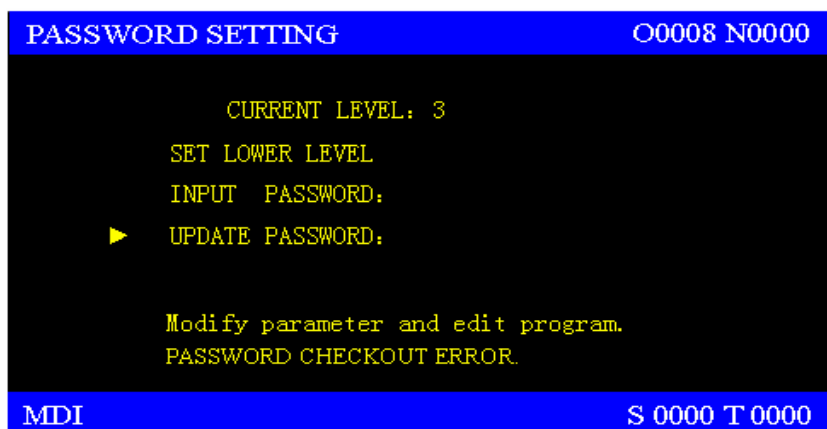 PASSWORD SETTING O0008 N0000
CURRENT LEVEL: 3
SET LOWER LEVEL
INPUT PASSWORD:
UPDATE PASSWORD:
Modify parameter and edit program.
PASSWORD CHECKOUT ERROR.
MDI S 0000 T 0000